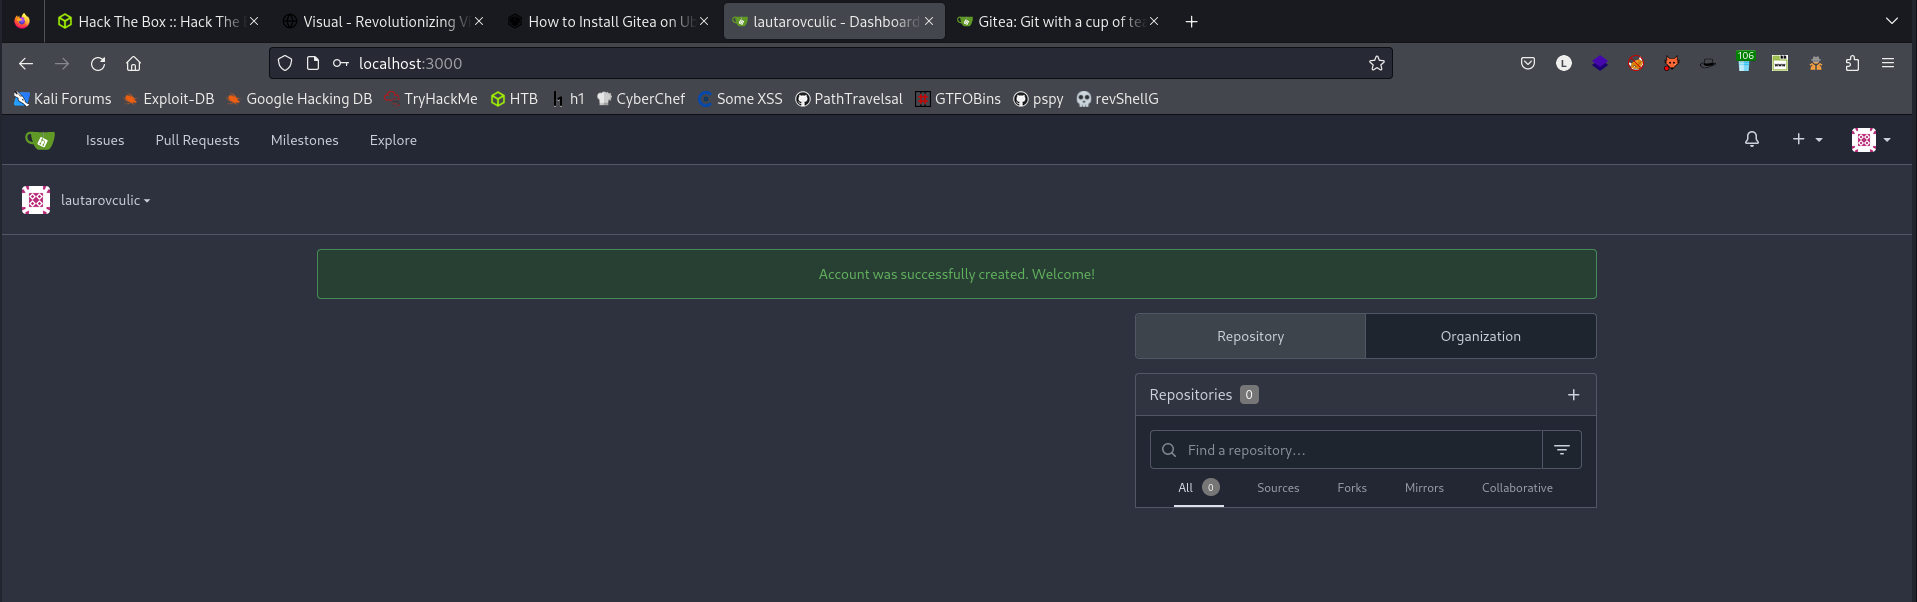 Hack The Box :: Hack The
Visual - Revolutionizing Vi
How to Install Gitea on Ub
lautarovculic - Dashboard
Gitea: Git with a cup of tea
localhost:3000
L
106
Kali Forums
Exploit-DB
Google Hacking DB
TryHackMe
HTB
h1
CyberChef
Some XSS
PathTravelsal
GTFOBins
pspy
revShellG
Issues
Pull Requests
Milestones
Explore
lautarovculic
Account was successfully created. Welcome!
Repository
Organization
Repositories 0
Find a repository...
All 0
Sources
Forks
Mirrors
Collaborative